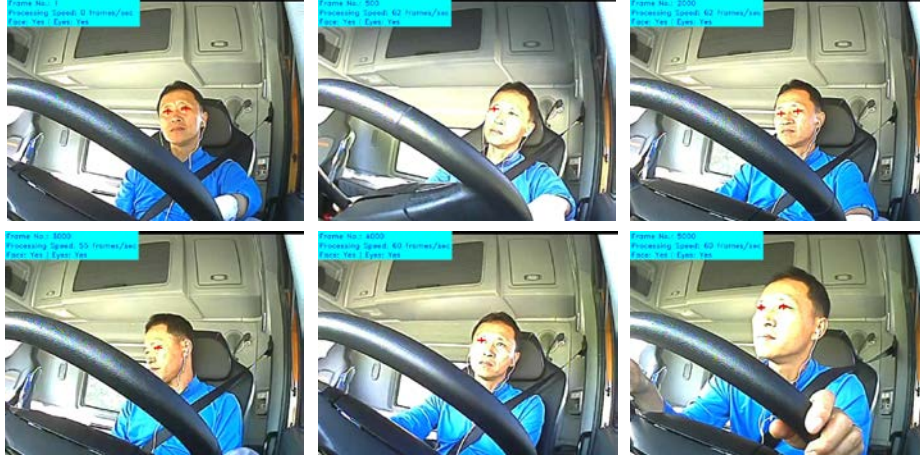 Frame No.: 1
Processing Speed: 0 frames/sec
Face: Yes | Eyes: Yes
Frame No.: 500
Processing Speed: 62 frames/sec
Face: Yes | Eyes: Yes
Frame No.: 2000
Processing Speed: 62 frames/sec
Face: Yes | Eyes: Yes
Frame No.: 3000
Processing Speed: 55 frames/sec
Face: Yes | Eyes: Yes
Frame No.: 4000
Processing Speed: 60 frames/sec
Face: Yes | Eyes: Yes
Frame No.: 5000
Processing Speed: 60 frames/sec
Face: Yes | Eyes: Yes